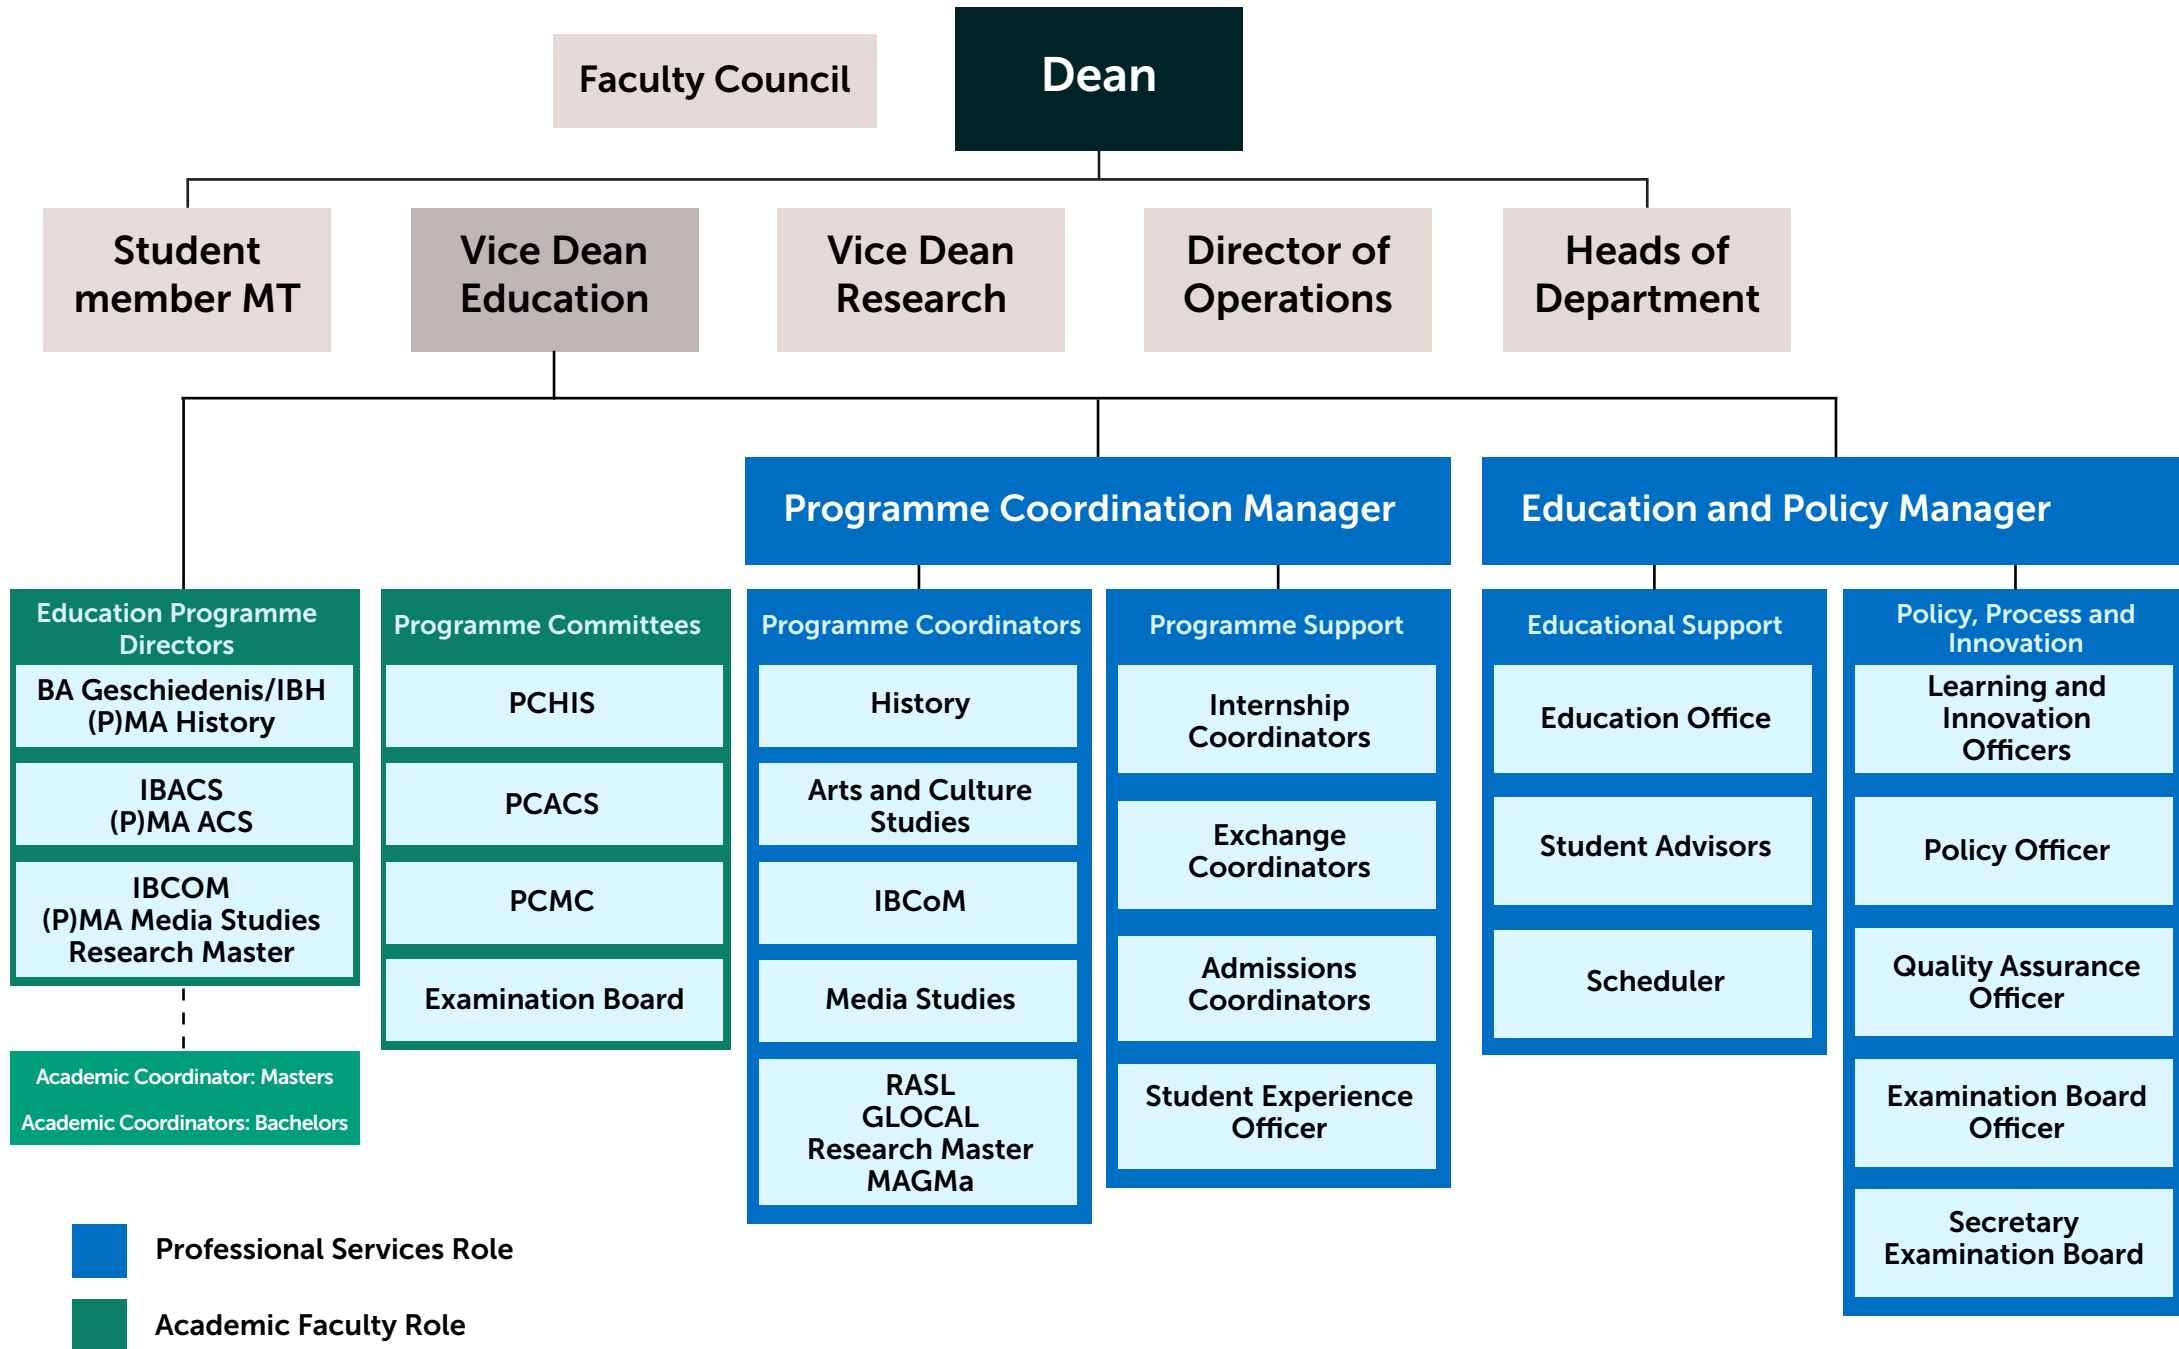 Faculty Council
Dean
Student
member MT
Vice Dean
Education
Vice Dean
Research
Director of
Operations
Heads of
Department
Programme Coordination Manager
Education and Policy Manager
Education Programme
Directors
BA Geschiedenis/IBH
(P)MA History
IBACS
(P)MA ACS
IBCOM
(P)MA Media Studies
Research Master
Academic Coordinator: Masters
Academic Coordinators: Bachelors
Programme Committees
PCHIS
PCACS
PCMC
Examination Board
Programme Coordinators
History
Arts and Culture
Studies
IBCoM
Media Studies
RASL
GLOCAL
Research Master
MAGMa
Programme Support
Internship
Coordinators
Exchange
Coordinators
Admissions
Coordinators
Student Experience
Officer
Educational Support
Education Office
Student Advisors
Scheduler
Policy, Process and
Innovation
Learning and
Innovation
Officers
Policy Officer
Quality Assurance
Officer
Examination Board
Officer
Secretary
Examination Board
Professional Services Role
Academic Faculty Role